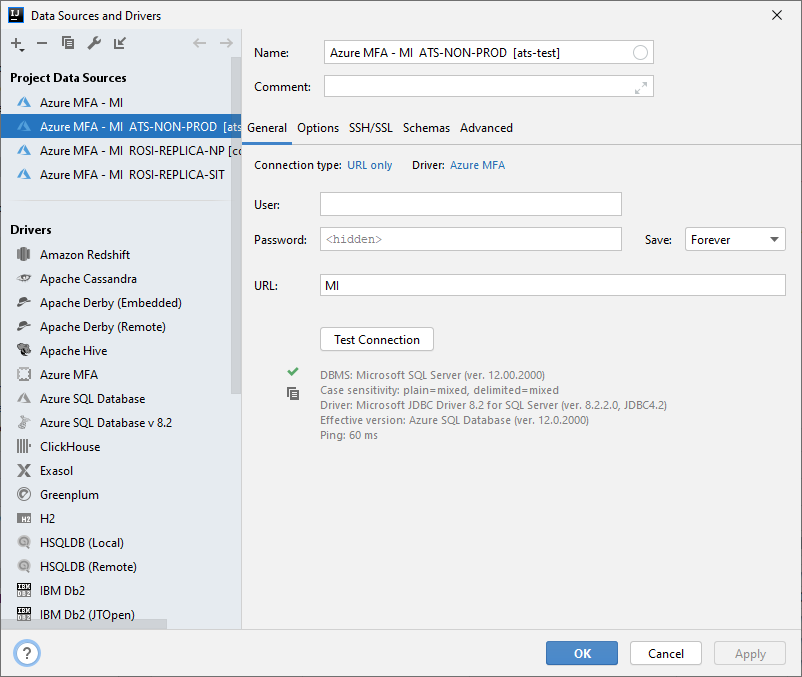 Data Sources and Drivers
Project Data Sources
Azure MFA - MI
Azure MFA - MI ATS-NON-PROD [ats
Azure MFA - MI ROSI-REPLICA-NP [co
Azure MFA - MI ROSI-REPLICA-SIT
Drivers
Amazon Redshift
Apache Cassandra
Apache Derby (Embedded)
Apache Derby (Remote)
Apache Hive
Azure MFA
Azure SQL Database
Azure SQL Database v 8.2
ClickHouse
Exasol
Greenplum
H2
HSQLDB (Local)
HSQLDB (Remote)
IBM Db2
IBM Db2 (JTOpen)
Name: Azure MFA - MI ATS-NON-PROD [ats-test]
Comment:
General Options SSH/SSL Schemas Advanced
Connection type: URL only Driver: Azure MFA
User:
Password: <hidden> Save: Forever
URL: MI
Test Connection
DBMS: Microsoft SQL Server (ver. 12.00.2000)
Case sensitivity: plain=mixed, delimited=mixed
Driver: Microsoft JDBC Driver 8.2 for SQL Server (ver. 8.2.2.0, JDBC4.2)
Effective version: Azure SQL Database (ver. 12.0.2000)
Ping: 60 ms
? OK Cancel Apply